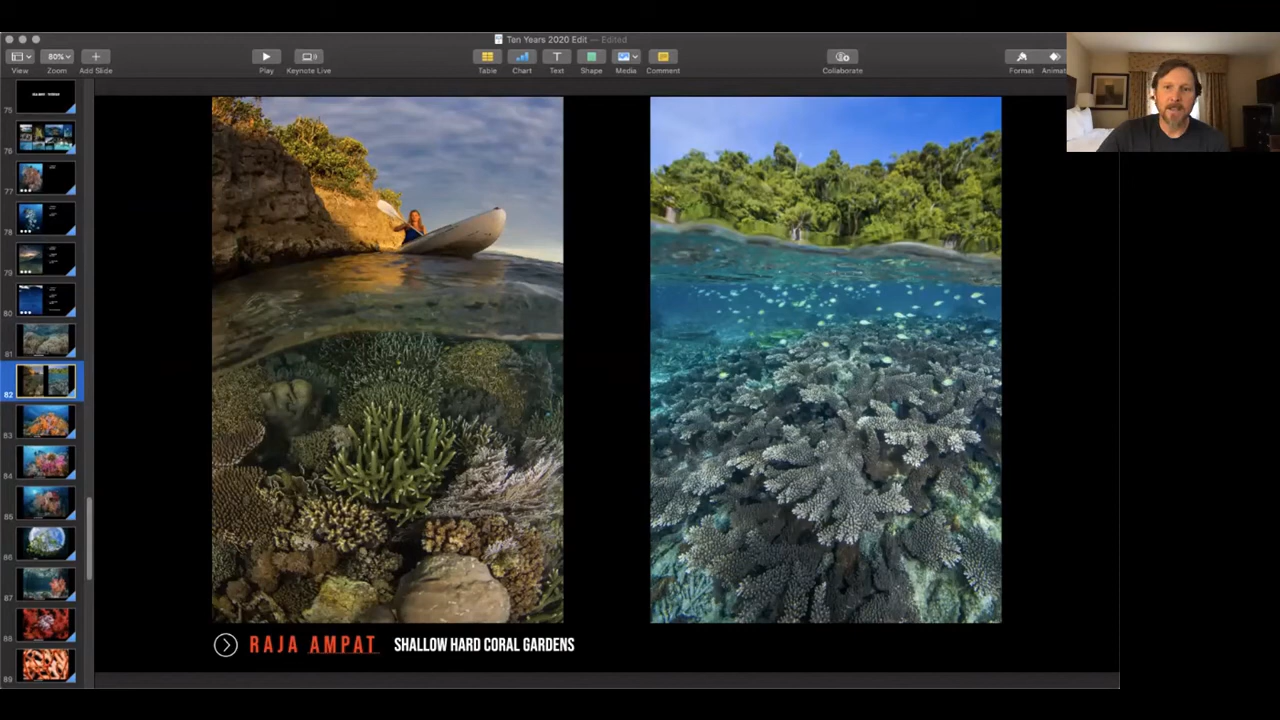 Ten Years 2020 Edit — Edited
80%
View
Zoom
Add Slide
Play
Keynote Live
Table
Chart
Text
Shape
Media
Comment
Collaborate
Format
Animat
75
76
77
78
79
80
81
82
83
84
85
86
87
88
89
RAJA AMPAT SHALLOW HARD CORAL GARDENS